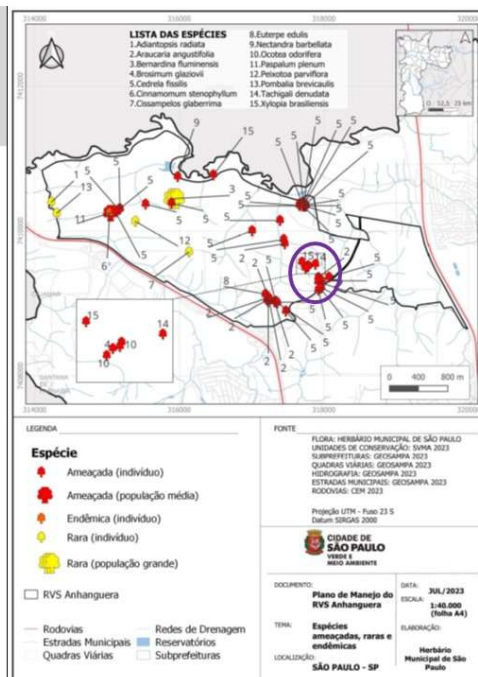 314000 316000 318000 320000
LISTA DAS ESPÉCIES
1.Adiantopsis radiata
2.Araucaria angustifolia
3.Bernardina fluminensis
4.Brosimum glaziovii
5.Cedrela fissilis
6.Cinnamomum stenophyllum
7.Cissampelos glaberrima
8.Euterpe edulis
9.Nectandra barbellata
10.Ocotea odorifera
11.Paspalum plenum
12.Peixotoa parviflora
13.Pombalia brevicaulis
14.Tachigali denudata
15.Xylopia brasiliensis
7412000
7410000
7408000
0 400 800 m
314000 316000 318000 320000
LEGENDA
Espécie
Ameaçada (indivíduo)
Ameaçada (população média)
Endêmica (indivíduo)
Rara (indivíduo)
Rara (população grande)
RVS Anhanguera
Rodovias
Estradas Municipais
Quadras Viárias
Redes de Drenagem
Reservatórios
Subprefeituras
FONTE
FLORA: HERBÁRIO MUNICIPAL DE SÃO PAULO
UNIDADES DE CONSERVAÇÃO: SVMA 2023
SUBPREFEITURAS: GEOSAMPA 2023
QUADRAS VIÁRIAS: GEOSAMPA 2023
HIDROGRAFIA: GEOSAMPA 2023
ESTRADAS MUNICIPAIS: GEOSAMPA 2023
RODOVIAS: CEM 2023
Projeção UTM - Fuso 23 S
Datum SIRGAS 2000
CIDADE DE
SÃO PAULO
VERDE E
MEIO AMBIENTE
DOCUMENTO:
Plano de Manejo do
RVS Anhanguera
DATA:
JUL/2023
ESCALA:
1:40.000
(folha A4)
TEMA:
Espécies
ameaçadas, raras e
endêmicas
ELABORAÇÃO:
Herbário
Municipal de São
Paulo
LOCALIZAÇÃO:
SÃO PAULO - SP